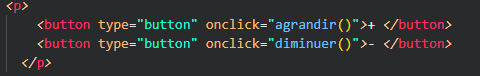 <p>
<button type="button" onclick="agrandir()">+ </button>
<button type="button" onclick="diminuer()">- </button>
</p>